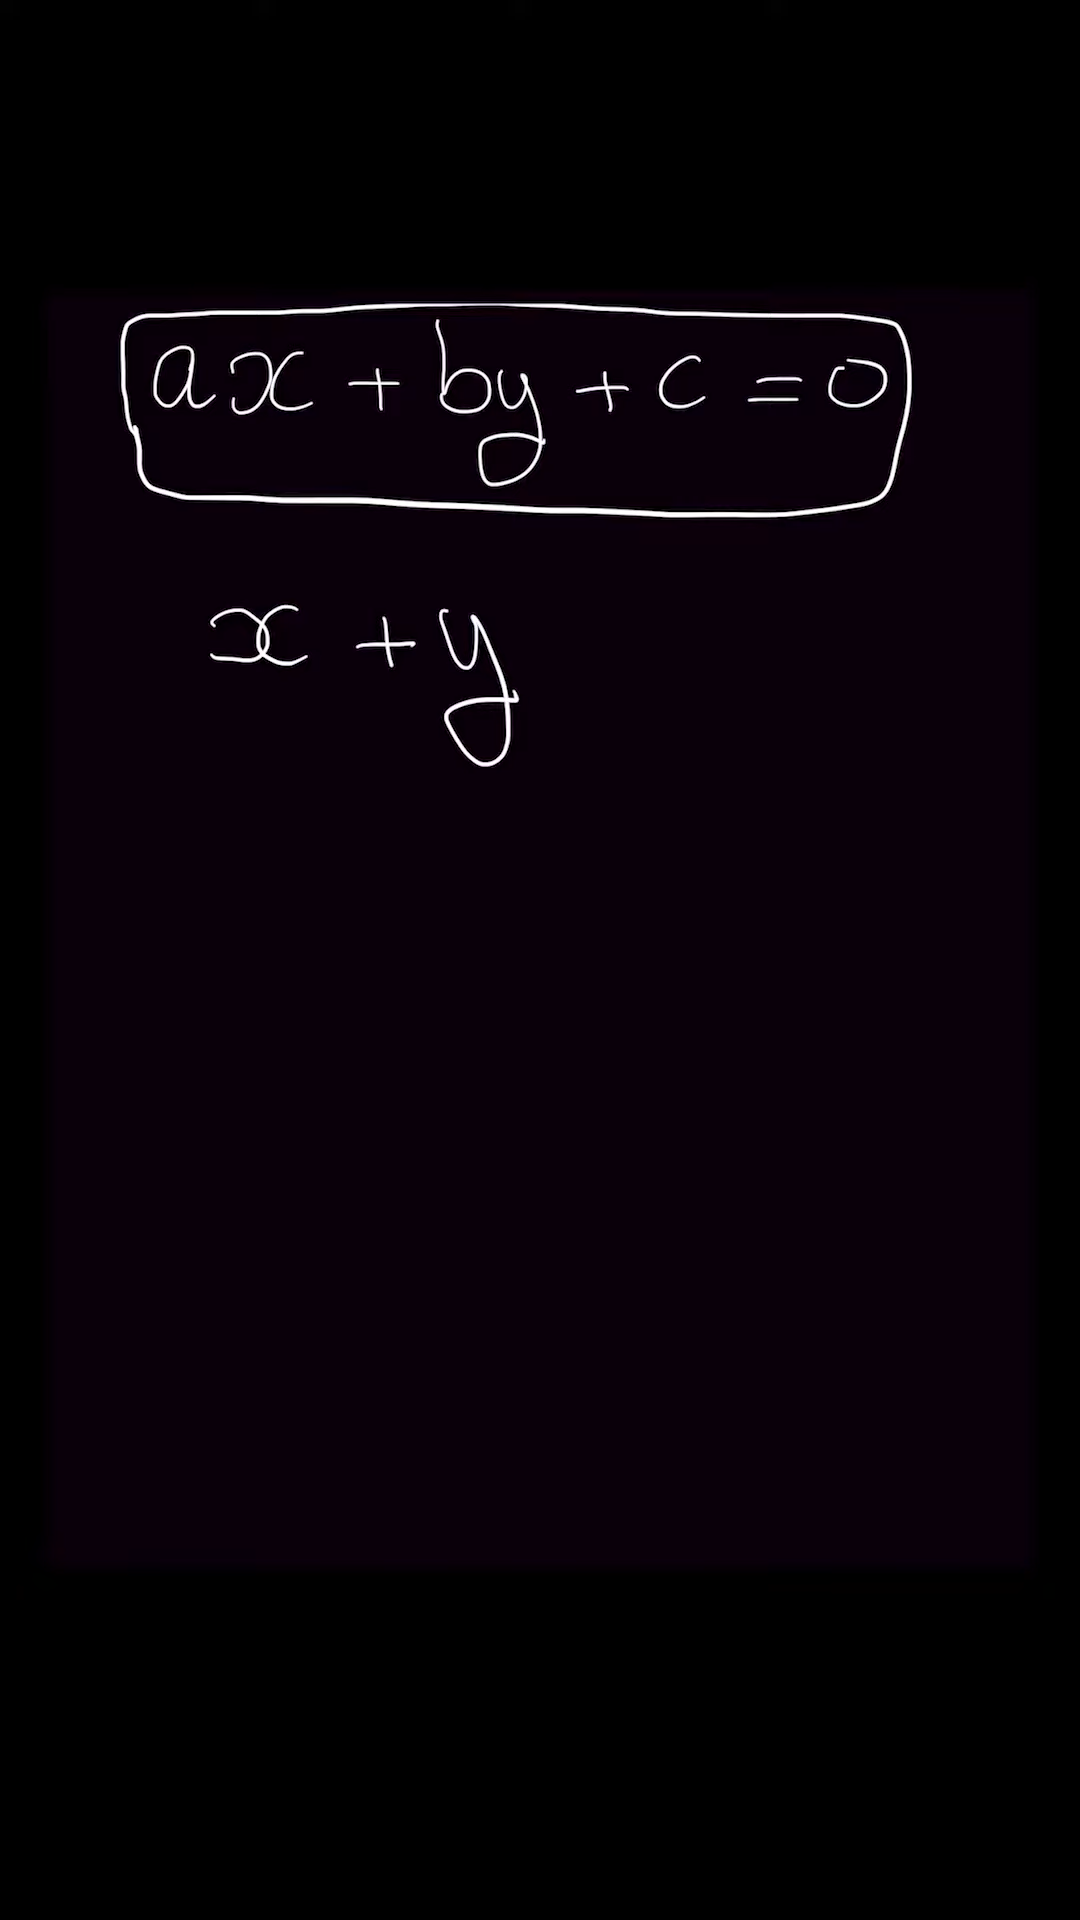 ax + by + c = 0
x + y